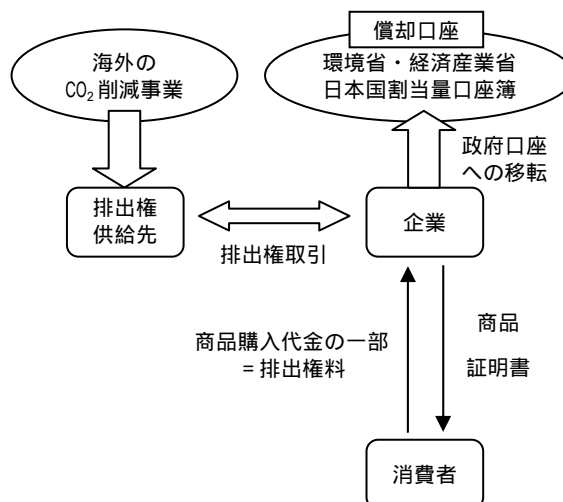 償却口座
海外の
CO₂削減事業
環境省・経済産業省
日本国割当量口座簿
政府口座
への移転
排出権
供給先
企業
排出権取引
商品購入代金の一部
=排出権料
商品
証明書
消費者